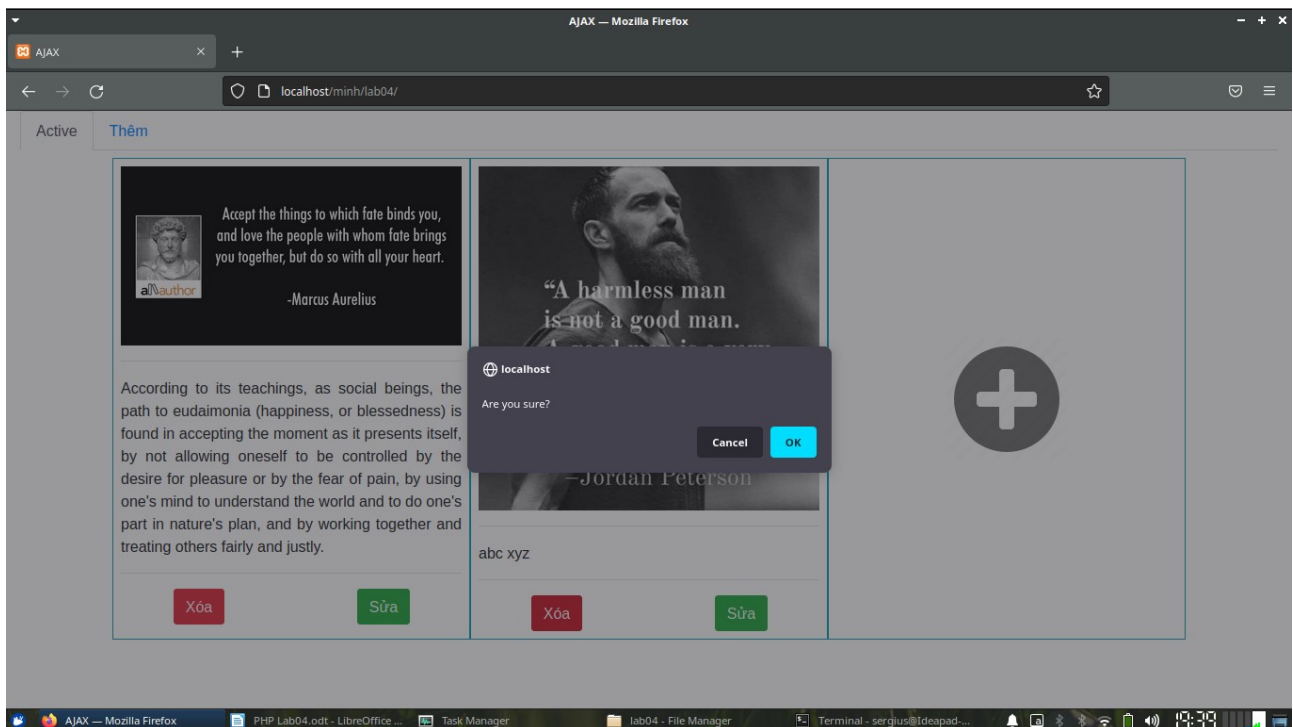 AJAX — Mozilla Firefox
AJAX
localhost/minh/lab04/
Active Thêm
Accept the things to which fate binds you,
and love the people with whom fate brings
you together, but do so with all your heart.
-Marcus Aurelius
allauthor
According to its teachings, as social beings, the
path to eudaimonia (happiness, or blessedness) is
found in accepting the moment as it presents itself,
by not allowing oneself to be controlled by the
desire for pleasure or by the fear of pain, by using
one's mind to understand the world and to do one's
part in nature's plan, and by working together and
treating others fairly and justly.
Xóa Sửa
“A harmless man
is not a good man.
–Jordan Peterson
abc xyz
Xóa Sửa
localhost
Are you sure?
Cancel OK
AJAX — Mozilla Firefox PHP Lab04.odt - LibreOffice ... Task Manager lab04 - File Manager Terminal - sergius@Ideapad-... a 19:39